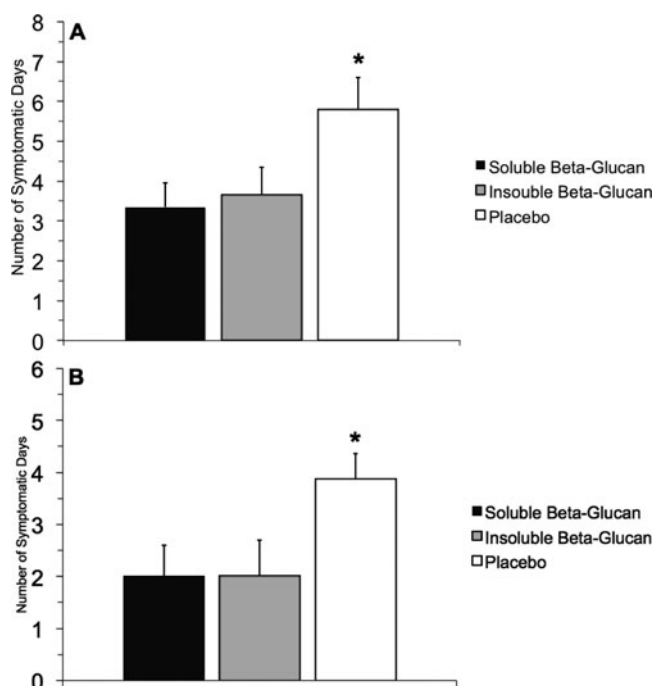 A
8
7
6
5
4
3
2
1
0
Number of Symptomatic Days
*
Soluble Beta-Glucan
Insouble Beta-Glucan
Placebo
B
6
5
4
3
2
1
0
Number of Symptomatic Days
*
Soluble Beta-Glucan
Insoluble Beta-Glucan
Placebo